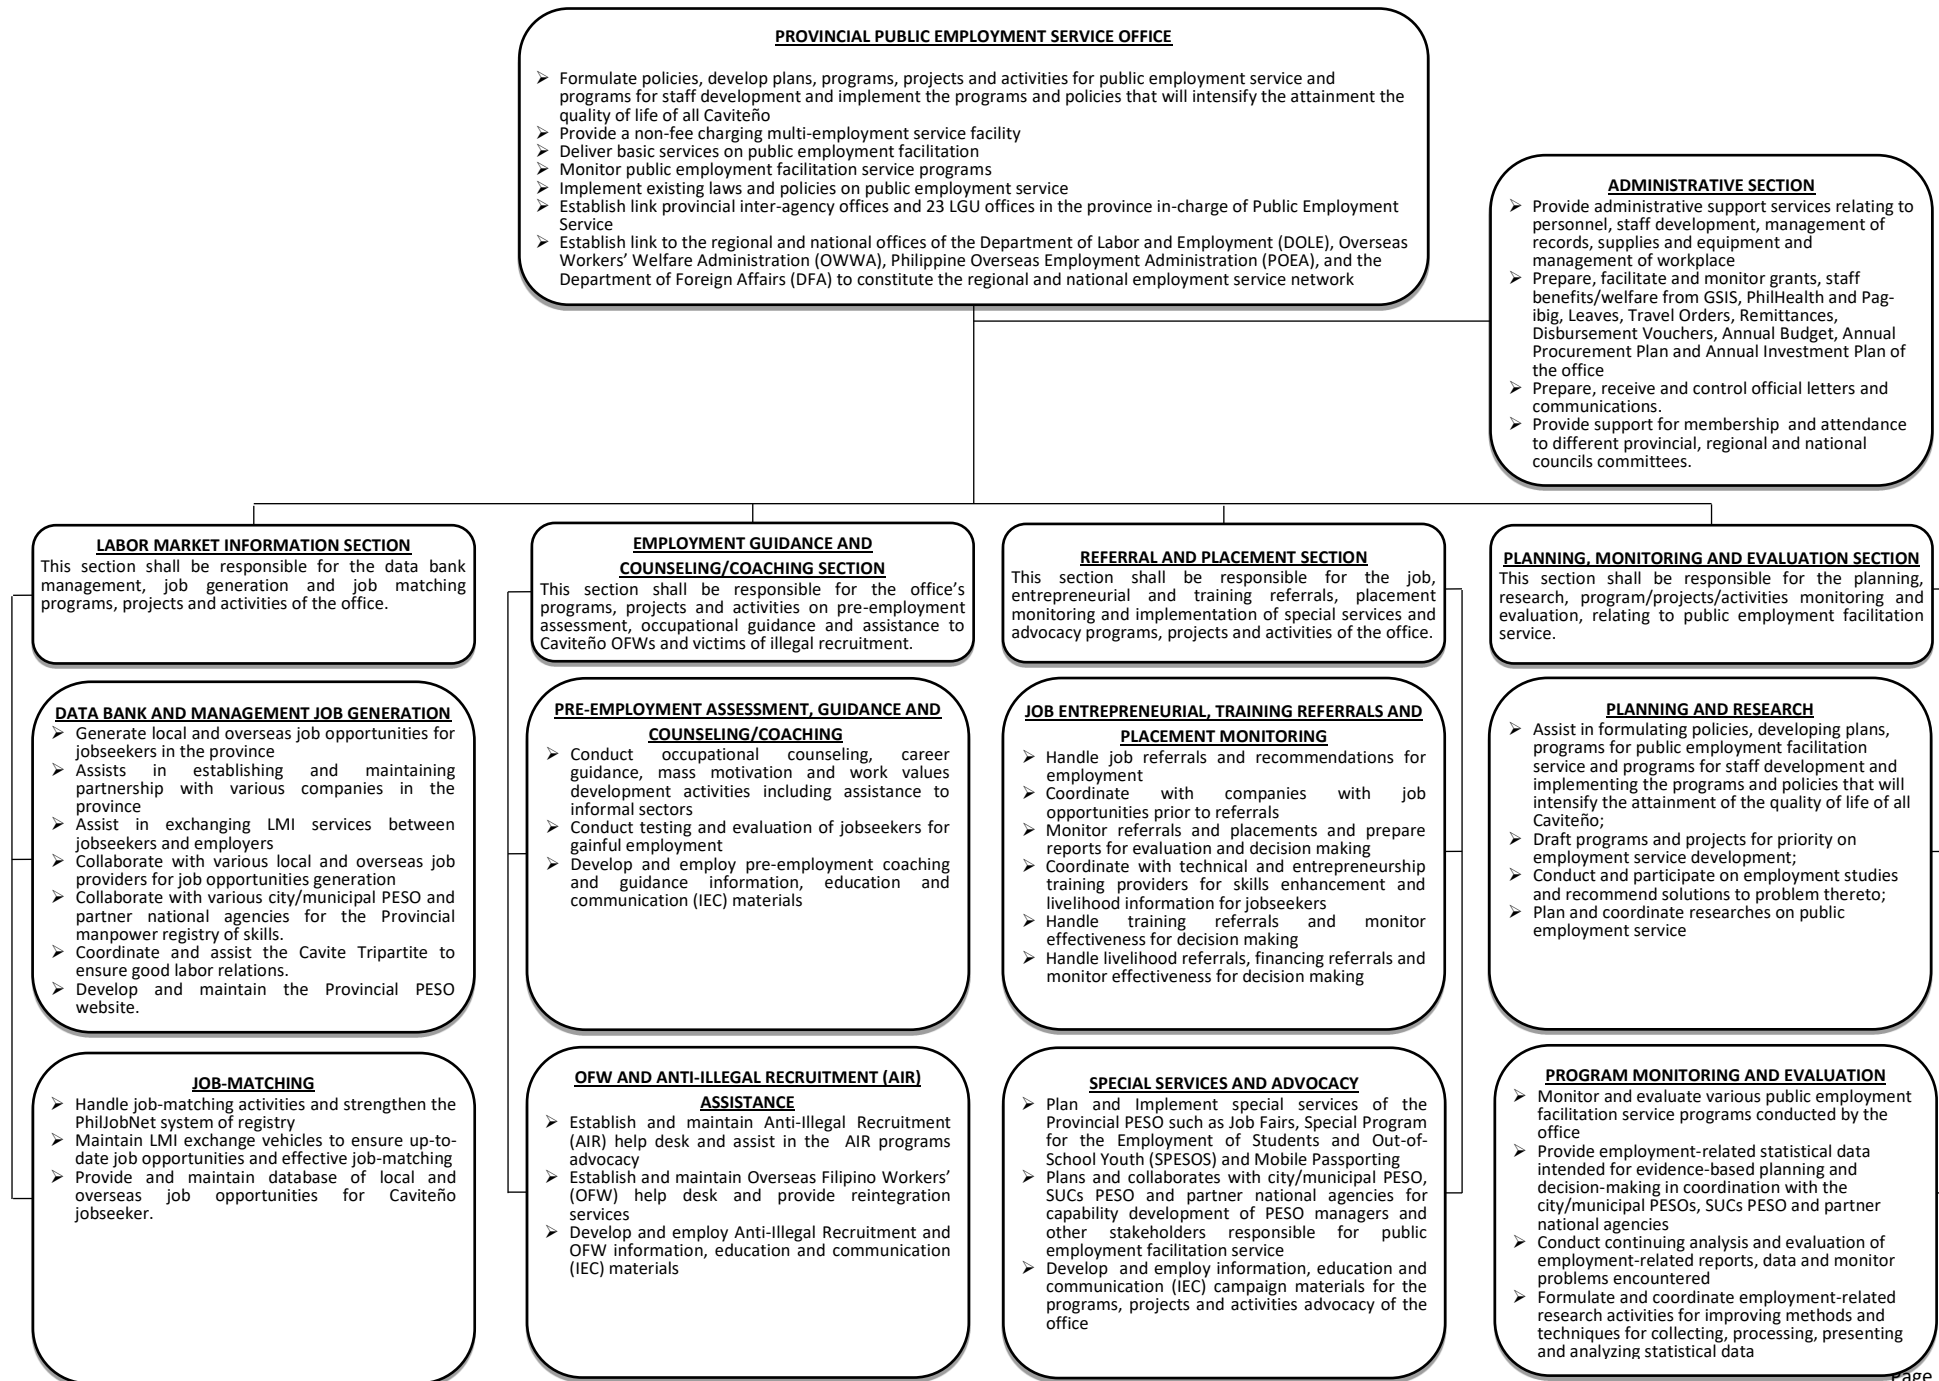 PROVINCIAL PUBLIC EMPLOYMENT SERVICE OFFICE
➢ Formulate policies, develop plans, programs, projects and activities for public employment service and
programs for staff development and implement the programs and policies that will intensify the attainment the
quality of life of all Caviteño
➢ Provide a non-fee charging multi-employment service facility
➢ Deliver basic services on public employment facilitation
➢ Monitor public employment facilitation service programs
➢ Implement existing laws and policies on public employment service
➢ Establish link provincial inter-agency offices and 23 LGU offices in the province in-charge of Public Employment
Service
➢ Establish link to the regional and national offices of the Department of Labor and Employment (DOLE), Overseas
Workers’ Welfare Administration (OWWA), Philippine Overseas Employment Administration (POEA), and the
Department of Foreign Affairs (DFA) to constitute the regional and national employment service network
ADMINISTRATIVE SECTION
➢ Provide administrative support services relating to
personnel, staff development, management of
records, supplies and equipment and
management of workplace
➢ Prepare, facilitate and monitor grants, staff
benefits/welfare from GSIS, PhilHealth and Pag-
ibig, Leaves, Travel Orders, Remittances,
Disbursement Vouchers, Annual Budget, Annual
Procurement Plan and Annual Investment Plan of
the office
➢ Prepare, receive and control official letters and
communications.
➢ Provide support for membership and attendance
to different provincial, regional and national
councils committees.
LABOR MARKET INFORMATION SECTION
This section shall be responsible for the data bank
management, job generation and job matching
programs, projects and activities of the office.
EMPLOYMENT GUIDANCE AND
COUNSELING/COACHING SECTION
This section shall be responsible for the office’s
programs, projects and activities on pre-employment
assessment, occupational guidance and assistance to
Caviteño OFWs and victims of illegal recruitment.
REFERRAL AND PLACEMENT SECTION
This section shall be responsible for the job,
entrepreneurial and training referrals, placement
monitoring and implementation of special services and
advocacy programs, projects and activities of the office.
PLANNING, MONITORING AND EVALUATION SECTION
This section shall be responsible for the planning,
research, program/projects/activities monitoring and
evaluation, relating to public employment facilitation
service.
DATA BANK AND MANAGEMENT JOB GENERATION
➢ Generate local and overseas job opportunities for
jobseekers in the province
➢ Assists in establishing and maintaining
partnership with various companies in the
province
➢ Assist in exchanging LMI services between
jobseekers and employers
➢ Collaborate with various local and overseas job
providers for job opportunities generation
➢ Collaborate with various city/municipal PESO and
partner national agencies for the Provincial
manpower registry of skills.
➢ Coordinate and assist the Cavite Tripartite to
ensure good labor relations.
➢ Develop and maintain the Provincial PESO
website.
PRE-EMPLOYMENT ASSESSMENT, GUIDANCE AND
COUNSELING/COACHING
➢ Conduct occupational counseling, career
guidance, mass motivation and work values
development activities including assistance to
informal sectors
➢ Conduct testing and evaluation of jobseekers for
gainful employment
➢ Develop and employ pre-employment coaching
and guidance information, education and
communication (IEC) materials
JOB ENTREPRENEURIAL, TRAINING REFERRALS AND
PLACEMENT MONITORING
➢ Handle job referrals and recommendations for
employment
➢ Coordinate with companies with job
opportunities prior to referrals
➢ Monitor referrals and placements and prepare
reports for evaluation and decision making
➢ Coordinate with technical and entrepreneurship
training providers for skills enhancement and
livelihood information for jobseekers
➢ Handle training referrals and monitor
effectiveness for decision making
➢ Handle livelihood referrals, financing referrals and
monitor effectiveness for decision making
PLANNING AND RESEARCH
➢ Assist in formulating policies, developing plans,
programs for public employment facilitation
service and programs for staff development and
implementing the programs and policies that will
intensify the attainment of the quality of life of all
Caviteño;
➢ Draft programs and projects for priority on
employment service development;
➢ Conduct and participate on employment studies
and recommend solutions to problem thereto;
➢ Plan and coordinate researches on public
employment service
JOB-MATCHING
➢ Handle job-matching activities and strengthen the
PhilJobNet system of registry
➢ Maintain LMI exchange vehicles to ensure up-to-
date job opportunities and effective job-matching
➢ Provide and maintain database of local and
overseas job opportunities for Caviteño
jobseeker.
OFW AND ANTI-ILLEGAL RECRUITMENT (AIR)
ASSISTANCE
➢ Establish and maintain Anti-Illegal Recruitment
(AIR) help desk and assist in the AIR programs
advocacy
➢ Establish and maintain Overseas Filipino Workers’
(OFW) help desk and provide reintegration
services
➢ Develop and employ Anti-Illegal Recruitment and
OFW information, education and communication
(IEC) materials
SPECIAL SERVICES AND ADVOCACY
➢ Plan and Implement special services of the
Provincial PESO such as Job Fairs, Special Program
for the Employment of Students and Out-of-
School Youth (SPESOS) and Mobile Passporting
➢ Plans and collaborates with city/municipal PESO,
SUCs PESO and partner national agencies for
capability development of PESO managers and
other stakeholders responsible for public
employment facilitation service
➢ Develop and employ information, education and
communication (IEC) campaign materials for the
programs, projects and activities advocacy of the
office
PROGRAM MONITORING AND EVALUATION
➢ Monitor and evaluate various public employment
facilitation service programs conducted by the
office
➢ Provide employment-related statistical data
intended for evidence-based planning and
decision-making in coordination with the
city/municipal PESOs, SUCs PESO and partner
national agencies
➢ Conduct continuing analysis and evaluation of
employment-related reports, data and monitor
problems encountered
➢ Formulate and coordinate employment-related
research activities for improving methods and
techniques for collecting, processing, presenting
and analyzing statistical data
Page